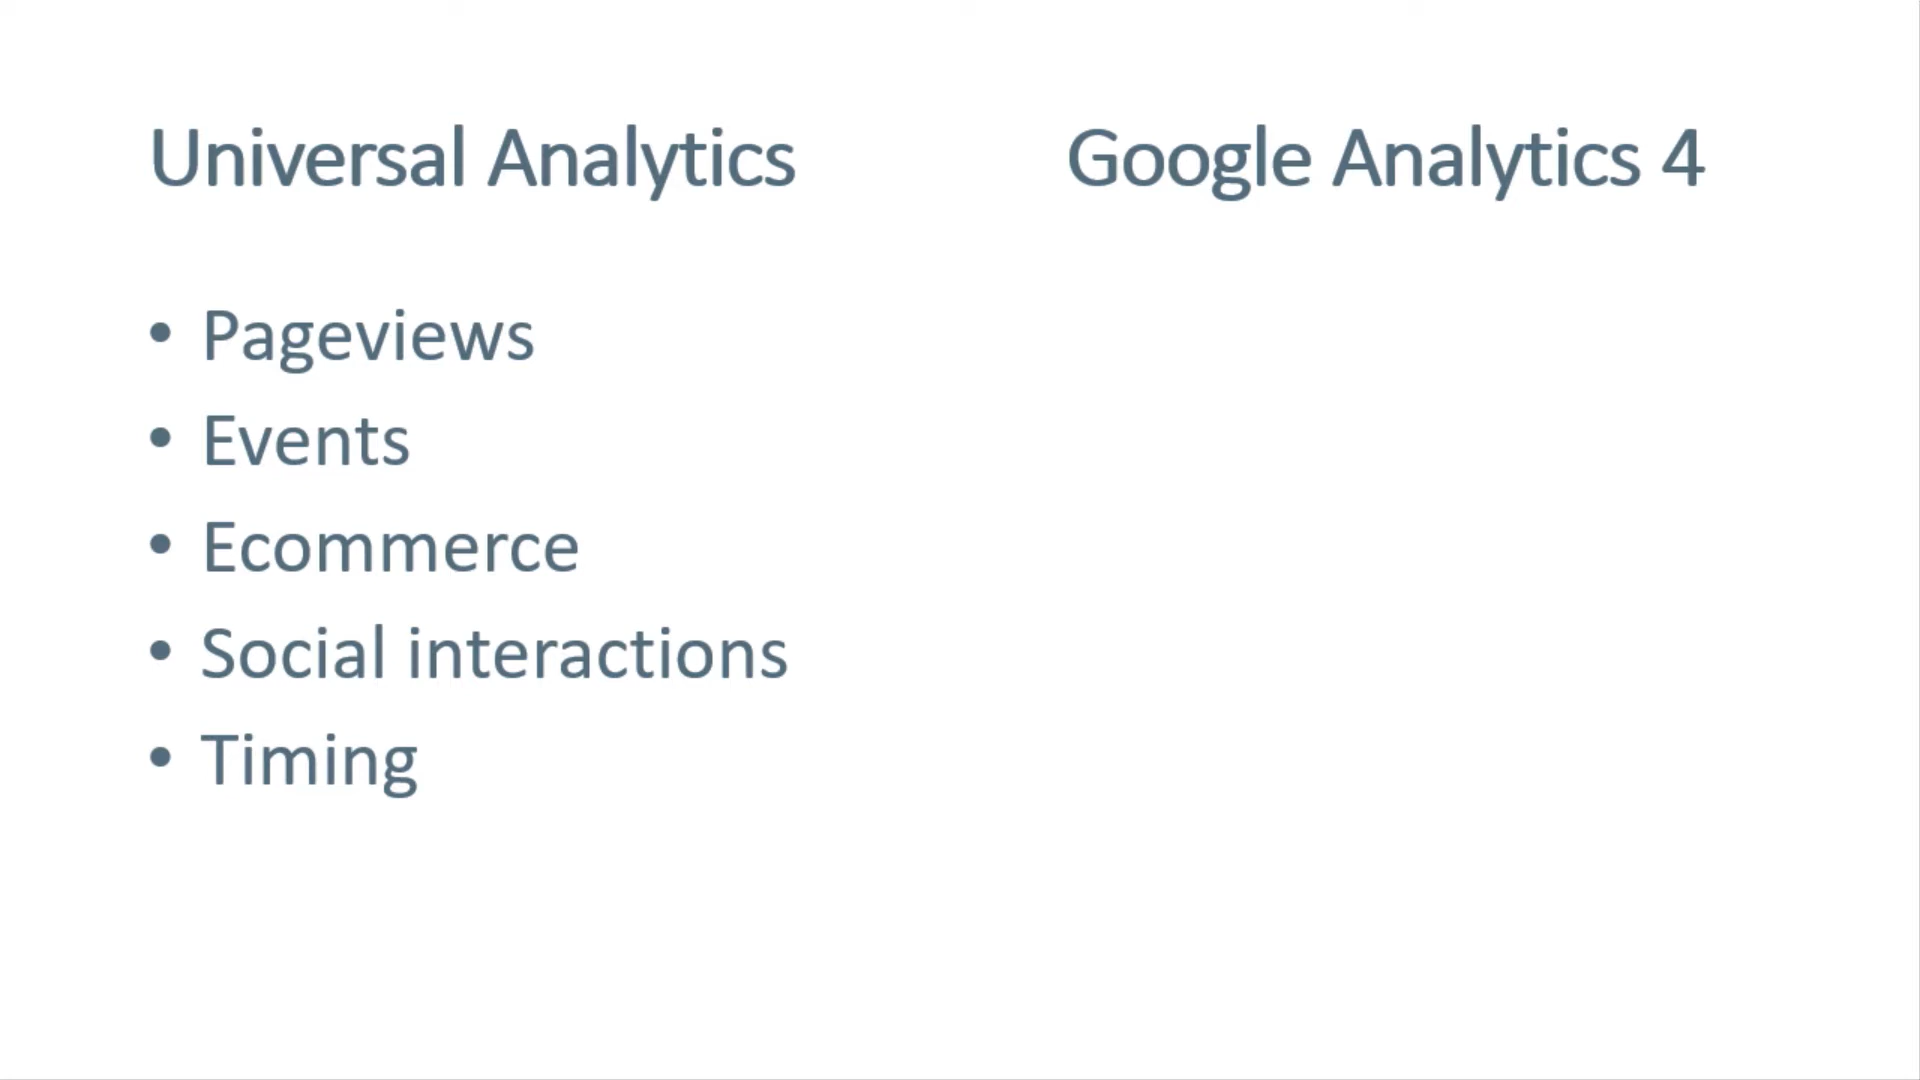 Universal Analytics
Google Analytics 4
• Pageviews
• Events
• Ecommerce
• Social interactions
• Timing